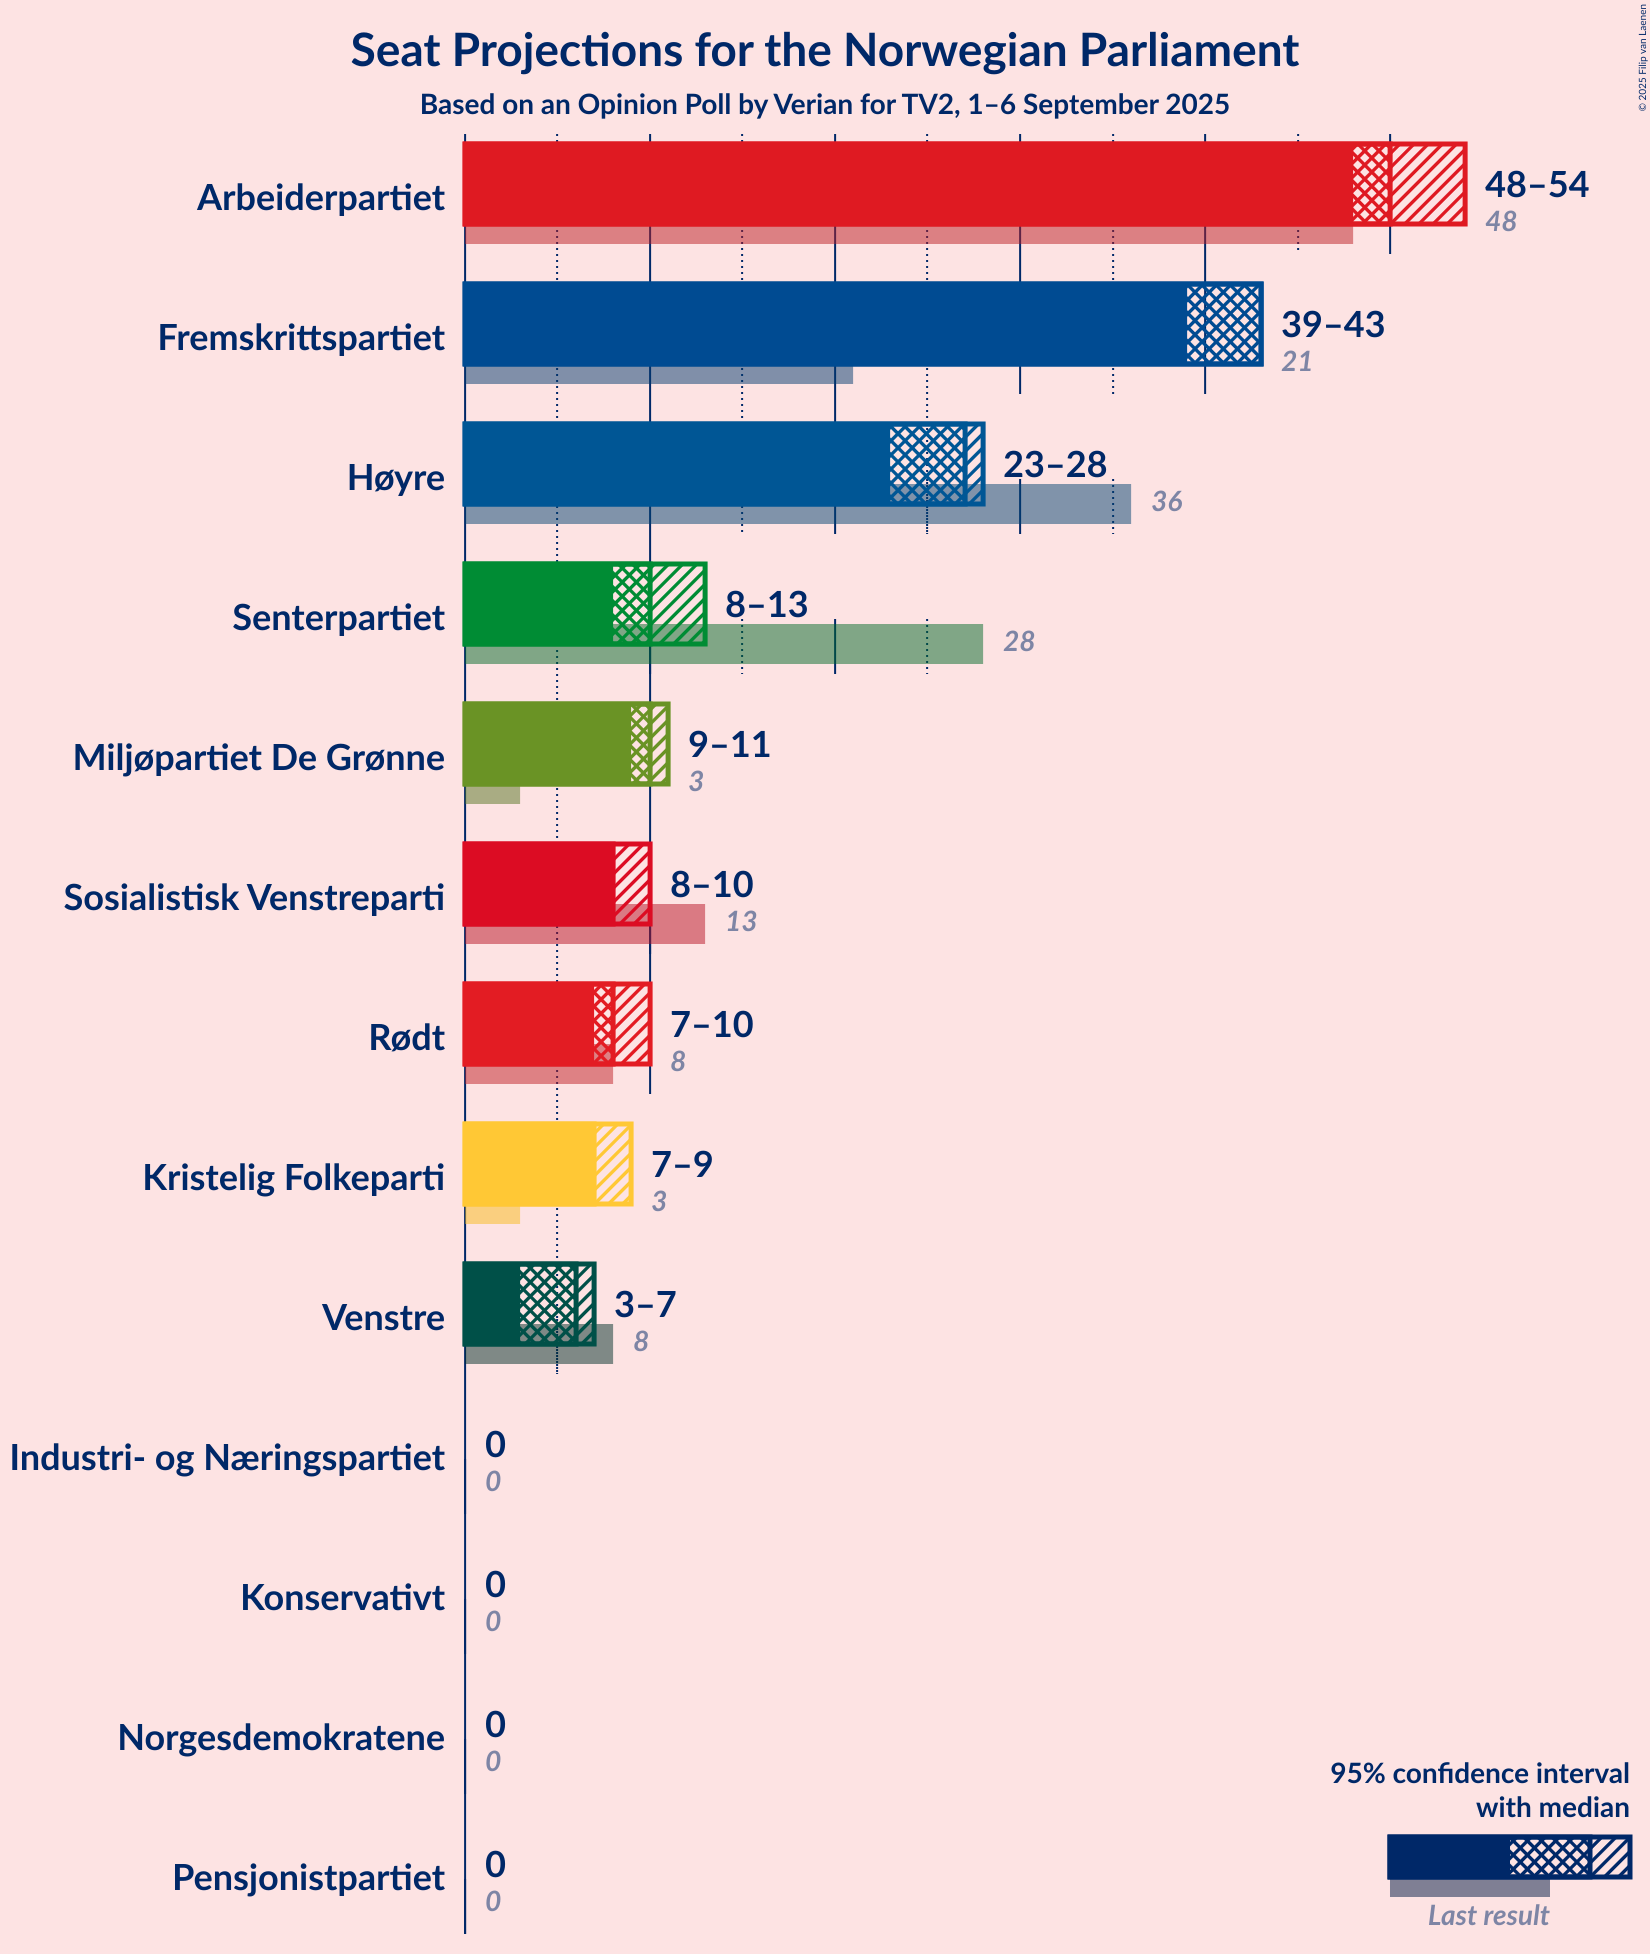 Seat Projections for the Norwegian Parliament
Based on an Opinion Poll by Verian for TV2, 1–6 September 2025
© 2025 Filip van Laenen
Arbeiderpartiet
48–54
48
Fremskrittspartiet
39–43
21
Høyre
23–28
36
Senterpartiet
8–13
28
Miljøpartiet De Grønne
9–11
3
Sosialistisk Venstreparti
8–10
13
Rødt
7–10
8
Kristelig Folkeparti
7–9
3
Venstre
3–7
8
Industri- og Næringspartiet
0
0
Konservativt
0
0
Norgesdemokratene
0
0
Pensjonistpartiet
0
0
95% confidence interval
with median
Last result